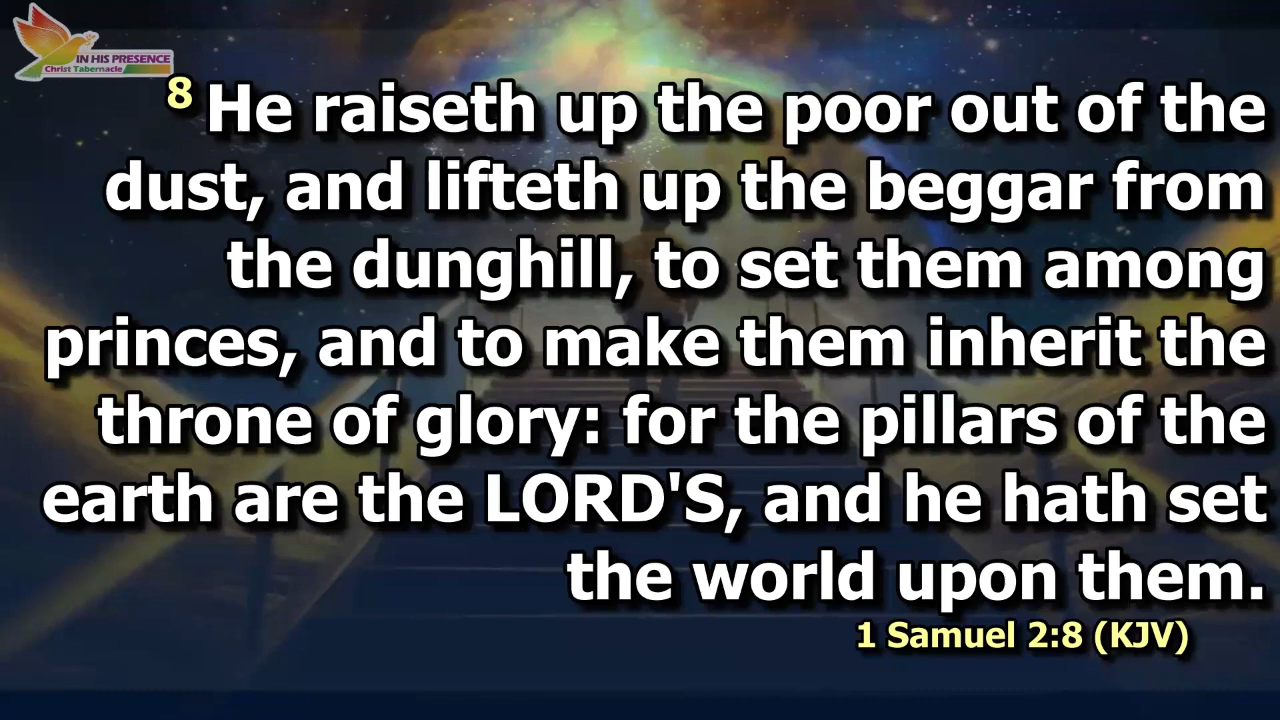 IN HIS PRESENCE
Christ Tabernacle
8 He raiseth up the poor out of the
dust, and lifteth up the beggar from
the dunghill, to set them among
princes, and to make them inherit the
throne of glory: for the pillars of the
earth are the LORD'S, and he hath set
the world upon them.
1 Samuel 2:8 (KJV)